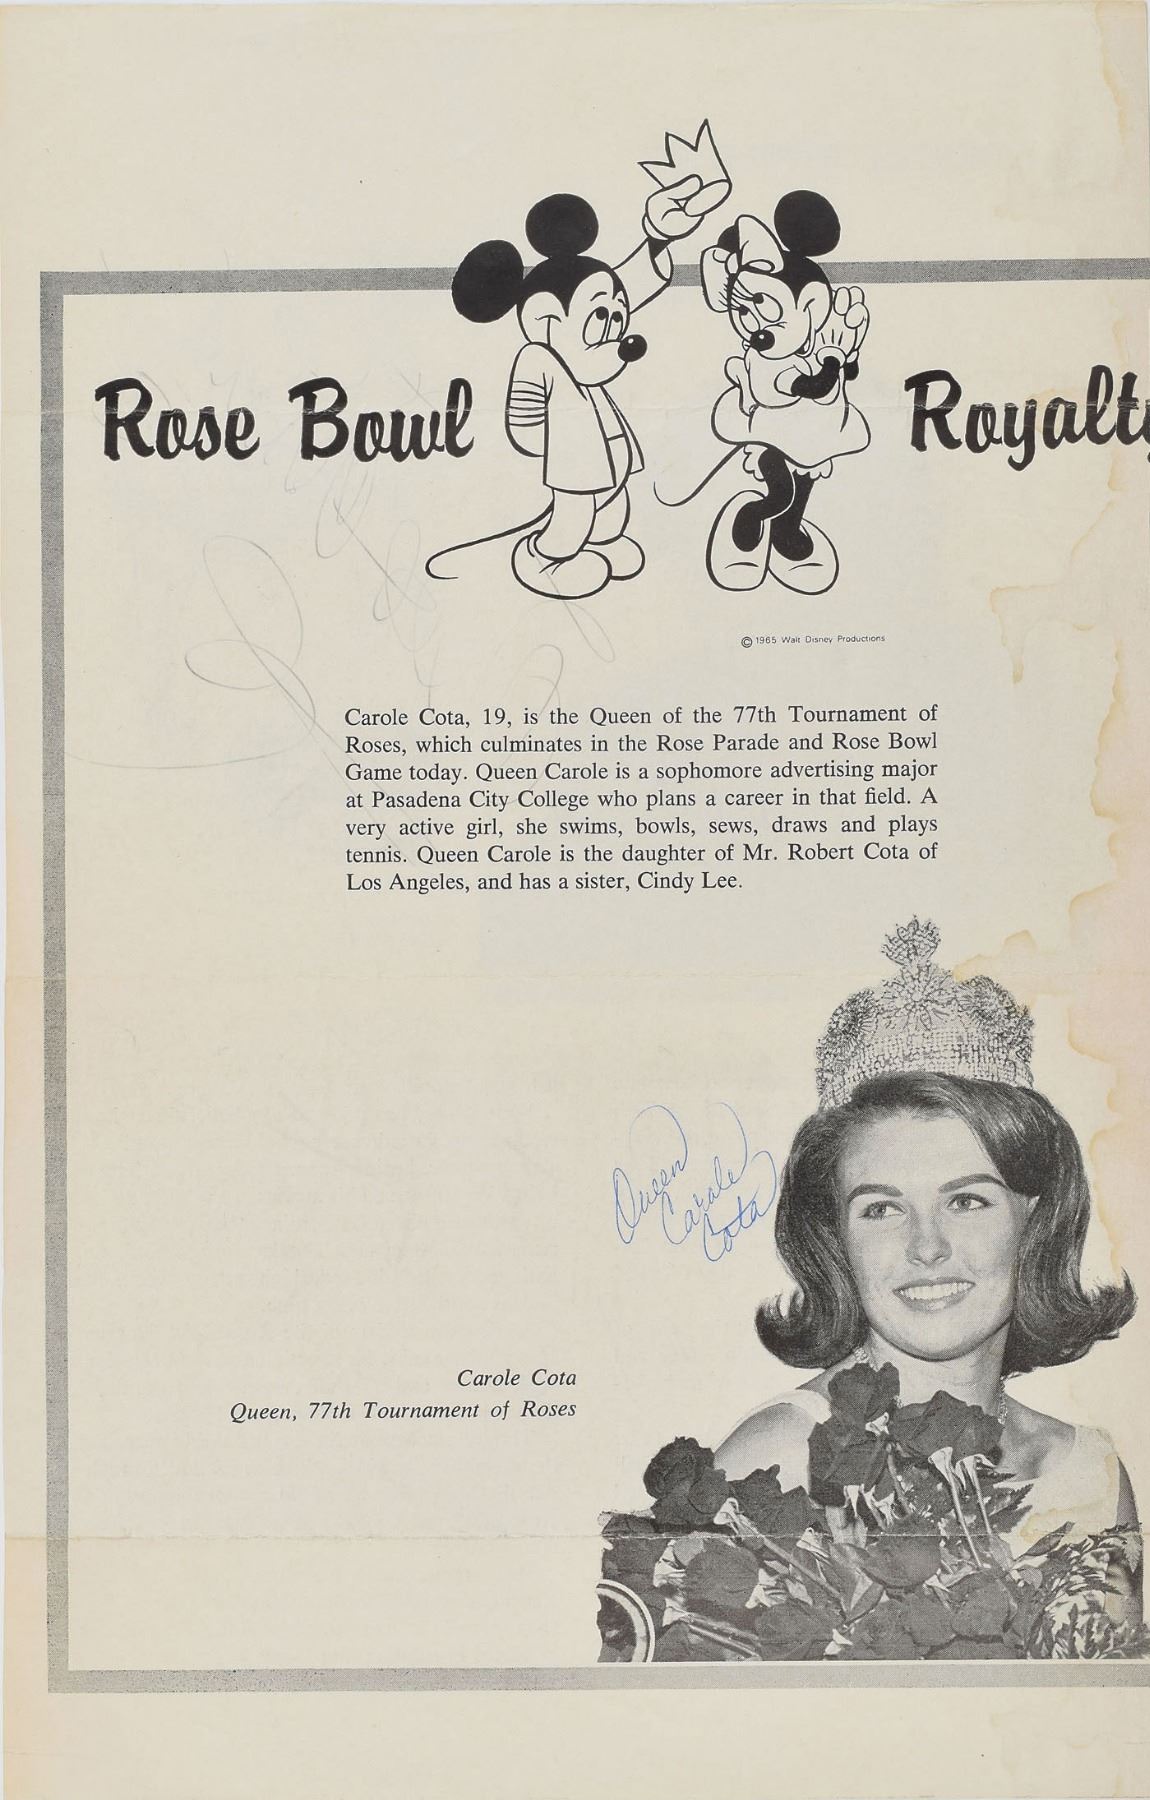 Rose Bowl Royalty
© 1965 Walt Disney Productions
Carole Cota, 19, is the Queen of the 77th Tournament of
Roses, which culminates in the Rose Parade and Rose Bowl
Game today. Queen Carole is a sophomore advertising major
at Pasadena City College who plans a career in that field. A
very active girl, she swims, bowls, sews, draws and plays
tennis. Queen Carole is the daughter of Mr. Robert Cota of
Los Angeles, and has a sister, Cindy Lee.
Queen
Carole
Cota
Carole Cota
Queen, 77th Tournament of Roses